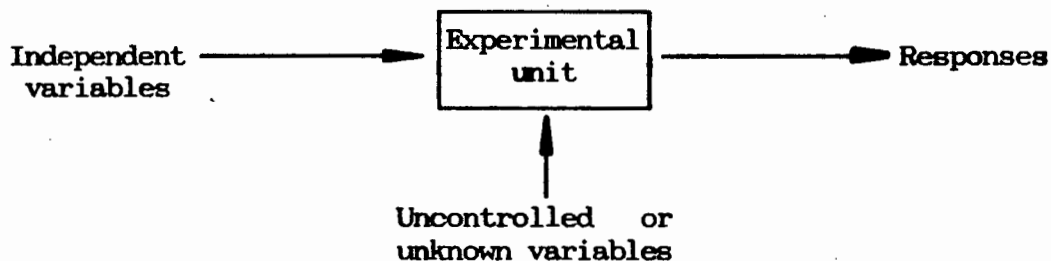 Independent
variables
Experimental
unit
Responses
Uncontrolled or
unknown variables